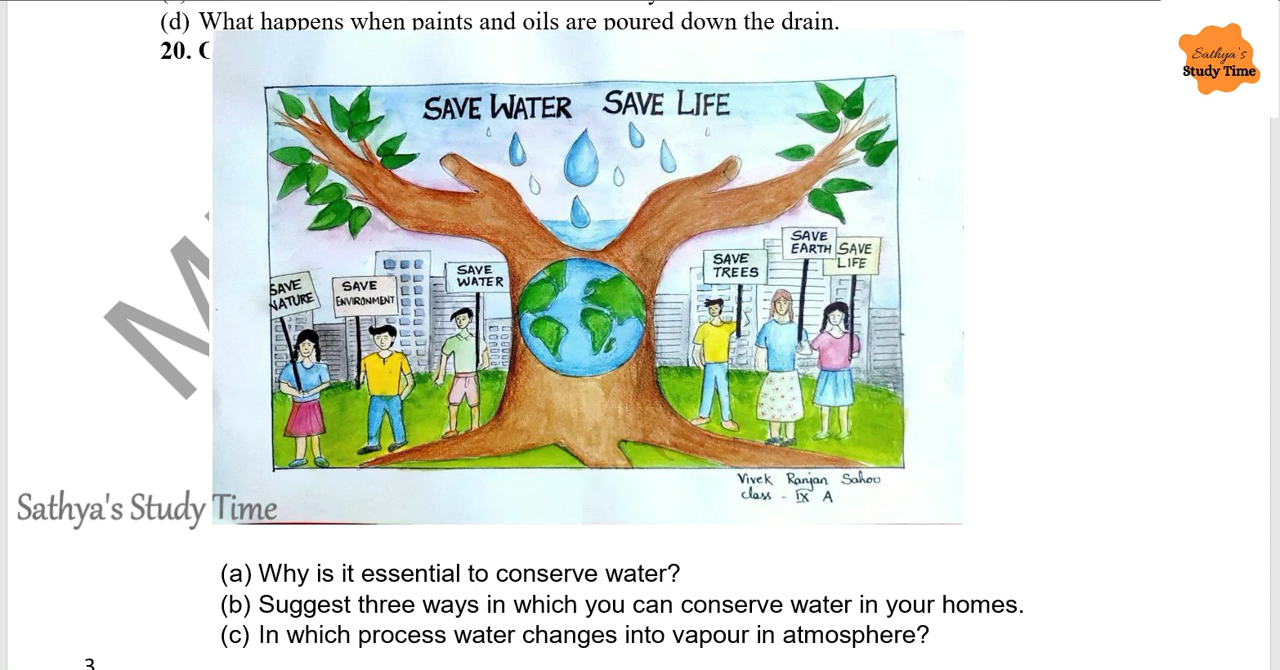 (d) What happens when paints and oils are poured down the drain.
20.
Sathya's
Study Time
SAVE WATER SAVE LIFE
SAVE
NATURE
SAVE
ENVIRONMENT
SAVE
WATER
SAVE
TREES
SAVE
EARTH
SAVE
LIFE
Vivek Ranjan
class - IX A
Sathya's Study Time
(a) Why is it essential to conserve water?
(b) Suggest three ways in which you can conserve water in your homes.
(c) In which process water changes into vapour in atmosphere?
3